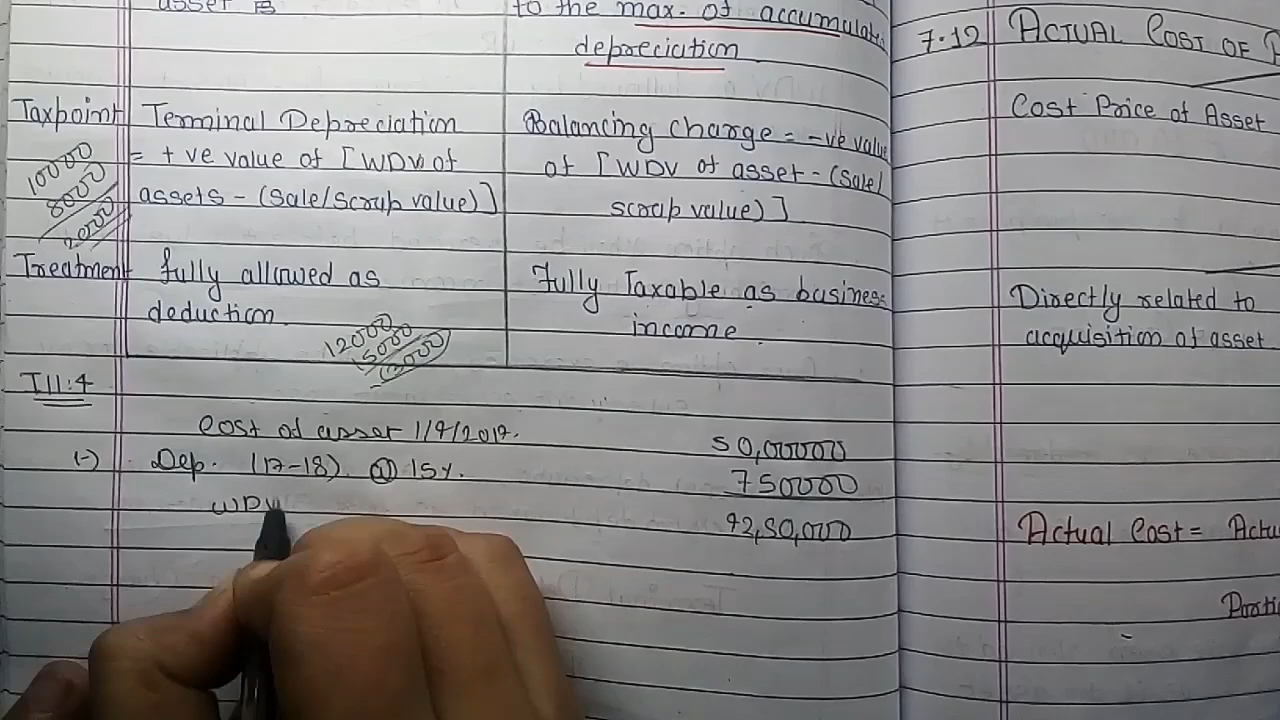 asset is
to the max. of accumulated
depreciation
Taxpoint
Terminal Depreciation
= +ve value of [WDV of
assets - (Sale/Scrap value)]
Balancing charge = -ve value
of [WDV of asset - (Sale/
scrap value)]
10000
8000
2000
Treatment
fully allowed as
deduction.
Fully Taxable as business
income.
12000
15000
(3000)
Ill:4
Cost of asset 1/4/2017. 50,00000
(-) Dep. (17-18) @ 15%. 750000
WDV 42,50,000
7.12 ACTUAL COST OF
Cost Price of Asset
Directly related to
acquisition of asset
Actual Cost = Actu
Porti